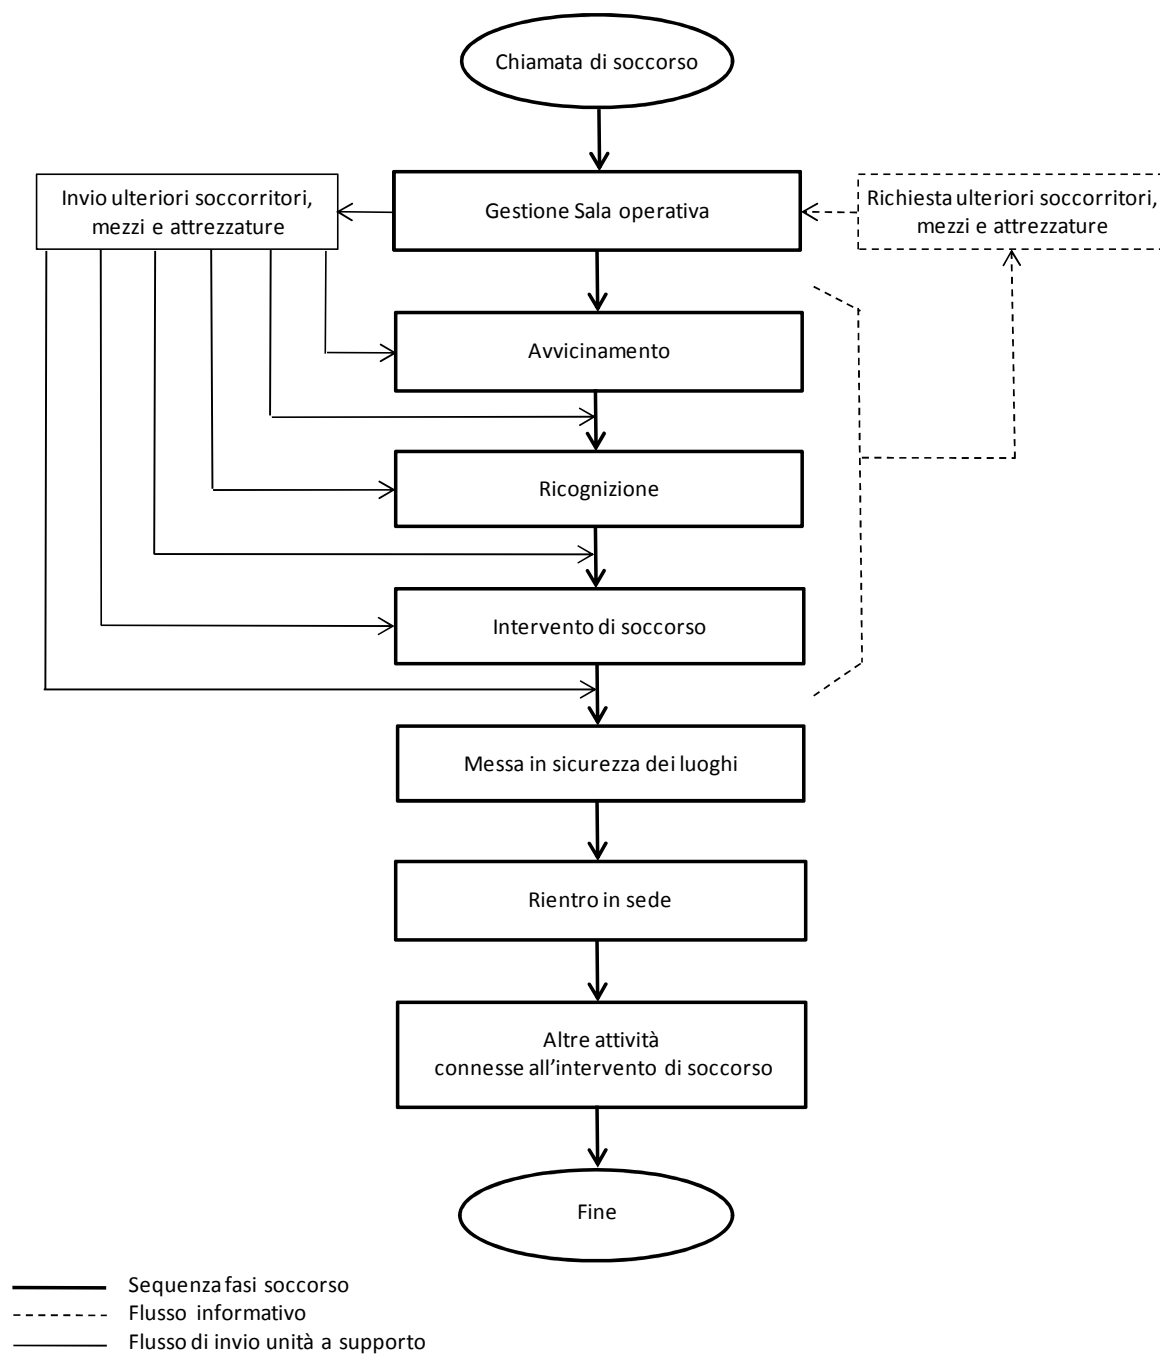 Chiamata di soccorso
Invio ulteriori soccorritori,
mezzi e attrezzature
Gestione Sala operativa
Richiesta ulteriori soccorritori,
mezzi e attrezzature
Avvicinamento
Ricognizione
Intervento di soccorso
Messa in sicurezza dei luoghi
Rientro in sede
Altre attività
connesse all’intervento di soccorso
Fine
Sequenza fasi soccorso
Flusso informativo
Flusso di invio unità a supporto